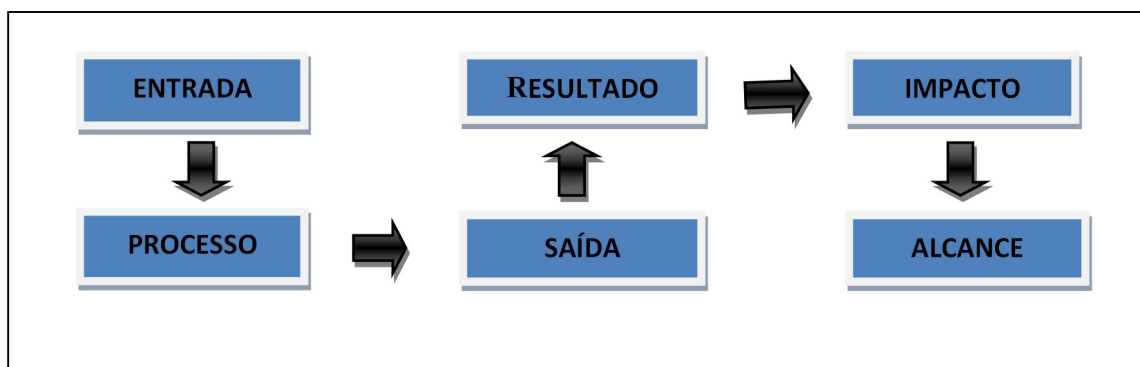 ENTRADA
PROCESSO
SAÍDA
RESULTADO
IMPACTO
ALCANCE